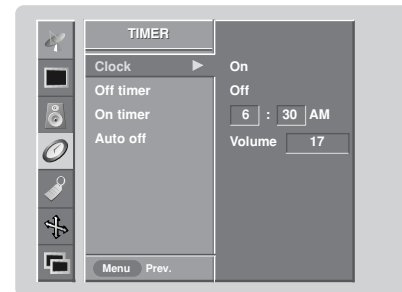 TIMER
Clock ▶ On
Off timer Off
On timer 6 : 30 AM
Auto off Volume 17
Menu Prev.